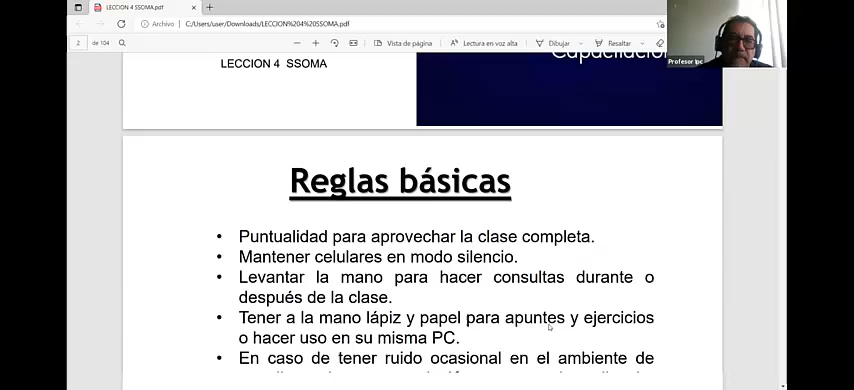 LECCION 4 SSOMA.pdf
Archivo
C:/Users/user/Downloads/LECCION%204%20SSOMA.pdf
2 de 104
Vista de página
Lectura en voz alta
Dibujar
Resaltar
Profesor Ipc
LECCION 4 SSOMA
Capacitación
Reglas básicas
• Puntualidad para aprovechar la clase completa.
• Mantener celulares en modo silencio.
• Levantar la mano para hacer consultas durante o
después de la clase.
• Tener a la mano lápiz y papel para apuntes y ejercicios
o hacer uso en su misma PC.
• En caso de tener ruido ocasional en el ambiente de